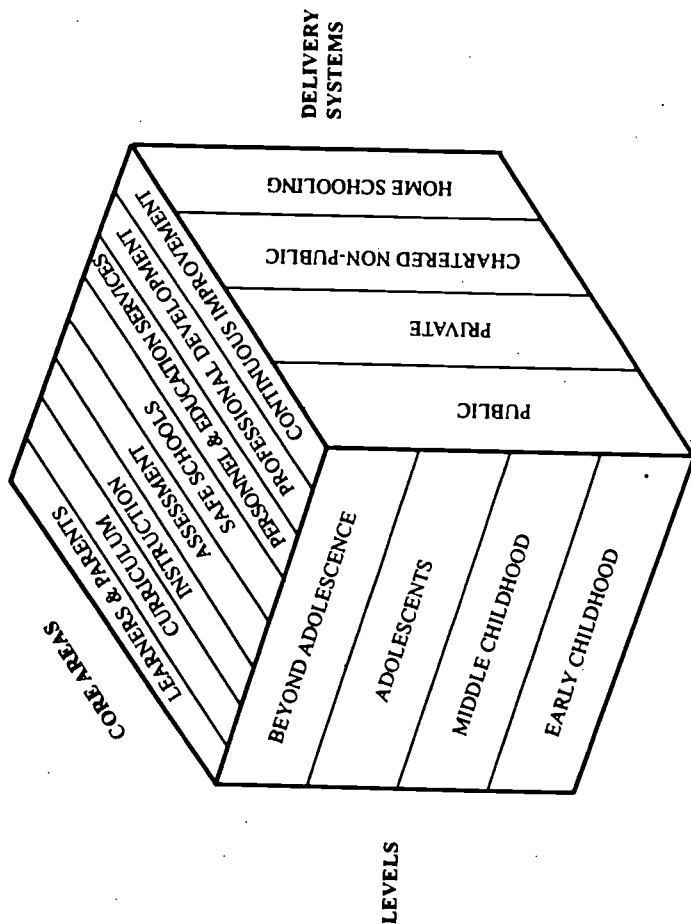 CORE AREAS
LEARNERS & PARENTS
CURRICULUM
INSTRUCTION
ASSESSMENT
SAFE SCHOOLS
PERSONNEL & EDUCATION SERVICES
PROFESSIONAL DEVELOPMENT
CONTINUOUS IMPROVEMENT
DELIVERY
SYSTEMS
HOME SCHOOLING
CHARTERED NON-PUBLIC
PRIVATE
PUBLIC
LEVELS
BEYOND ADOLESCENCE
ADOLESCENTS
MIDDLE CHILDHOOD
EARLY CHILDHOOD